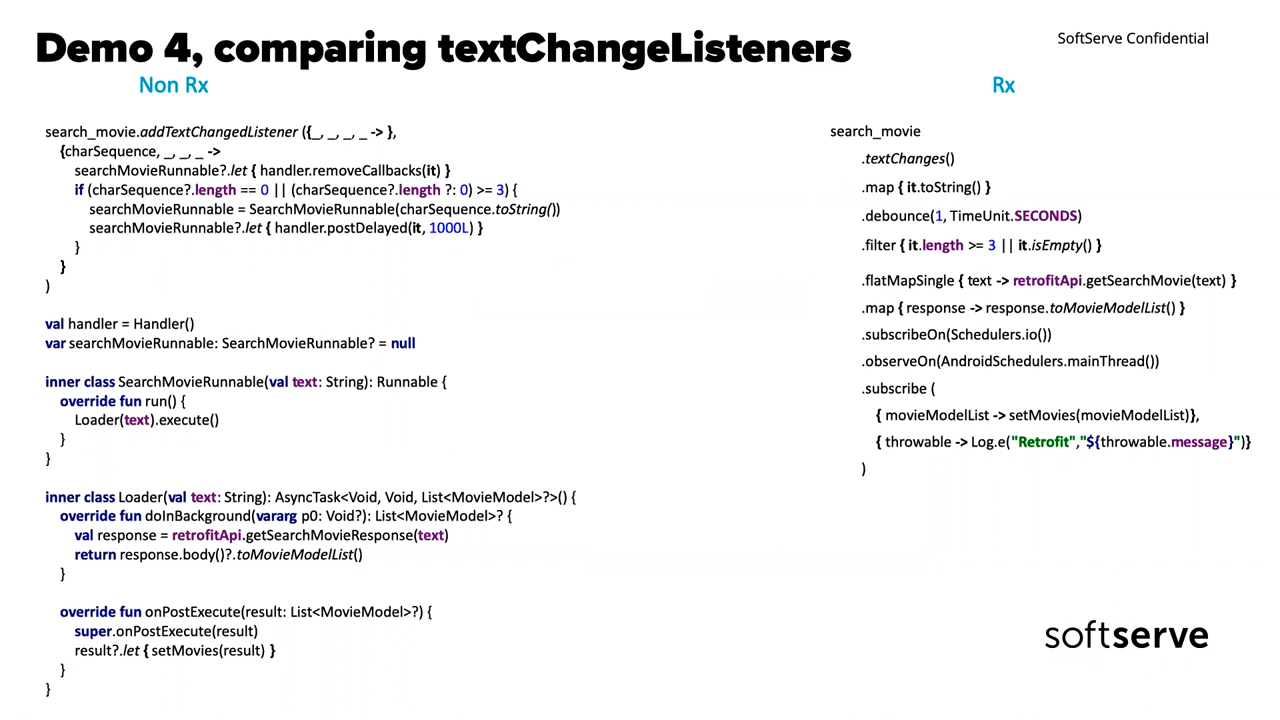 Demo 4, comparing textChangeListeners
SoftServe Confidential
Non Rx
search_movie.addTextChangedListener ({_, _, _, _ -> },
{charSequence, _, _, _ ->
searchMovieRunnable?.let { handler.removeCallbacks(it) }
if (charSequence?.length == 0 || (charSequence?.length ?: 0) >= 3) {
searchMovieRunnable = SearchMovieRunnable(charSequence.toString())
searchMovieRunnable?.let { handler.postDelayed(it, 1000L) }
}
}
)
val handler = Handler()
var searchMovieRunnable: SearchMovieRunnable? = null
inner class SearchMovieRunnable(val text: String): Runnable {
override fun run() {
Loader(text).execute()
}
}
inner class Loader(val text: String): AsyncTask<Void, Void, List<MovieModel>?>() {
override fun doInBackground(vararg p0: Void?): List<MovieModel>? {
val response = retrofitApi.getSearchMovieResponse(text)
return response.body()?.toMovieModelList()
}
override fun onPostExecute(result: List<MovieModel>?) {
super.onPostExecute(result)
result?.let { setMovies(result) }
}
}
Rx
search_movie
.textChanges()
.map { it.toString() }
.debounce(1, TimeUnit.SECONDS)
.filter { it.length >= 3 || it.isEmpty() }
.flatMapSingle { text -> retrofitApi.getSearchMovie(text) }
.map { response -> response.toMovieModelList() }
.subscribeOn(Schedulers.io())
.observeOn(AndroidSchedulers.mainThread())
.subscribe (
{ movieModelList -> setMovies(movieModelList)},
{ throwable -> Log.e("Retrofit","${throwable.message}")}
)
softserve